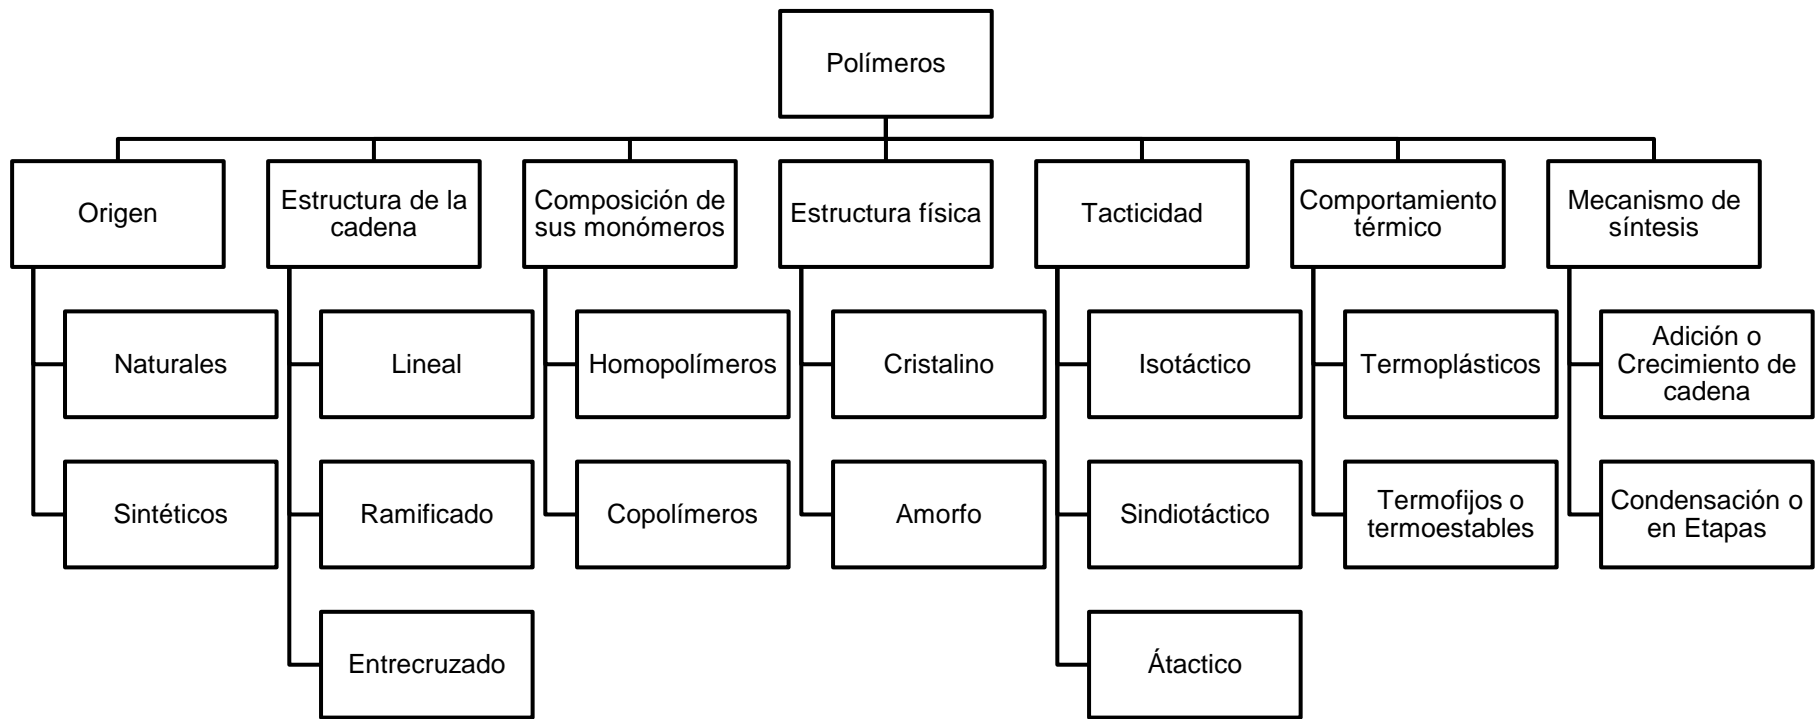 Polímeros
Origen
Estructura de la
cadena
Composición de
sus monómeros
Estructura física
Tacticidad
Comportamiento
térmico
Mecanismo de
síntesis
Naturales
Lineal
Homopolímeros
Cristalino
Isotáctico
Termoplásticos
Adición o
Crecimiento de
cadena
Sintéticos
Ramificado
Copolímeros
Amorfo
Sindiotáctico
Termofijos o
termoestables
Condensación o
en Etapas
Entrecruzado
Átactico